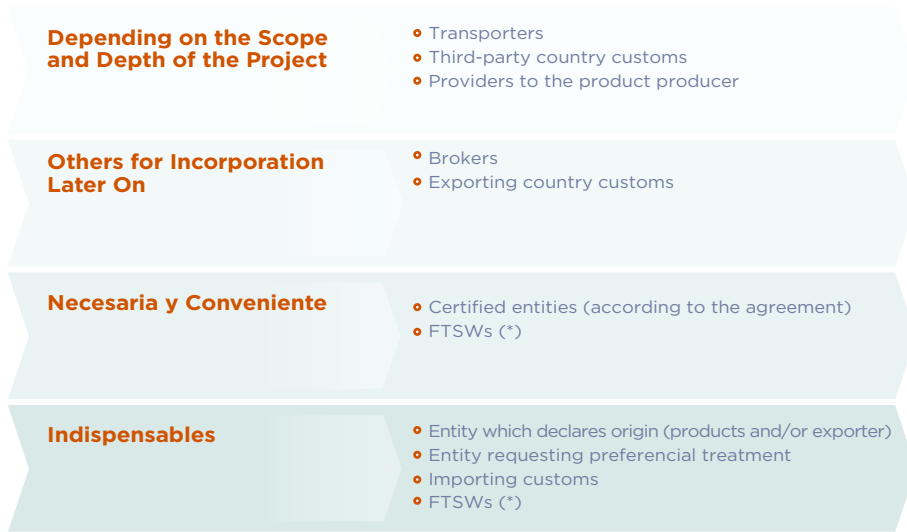 Depending on the Scope
and Depth of the Project
Transporters
Third-party country customs
Providers to the product producer
Others for Incorporation
Later On
Brokers
Exporting country customs
Necesaria y Conveniente
Certified entities (according to the agreement)
FTSWs (*)
Indispensables
Entity which declares origin (products and/or exporter)
Entity requesting preferencial treatment
Importing customs
FTSWs (*)